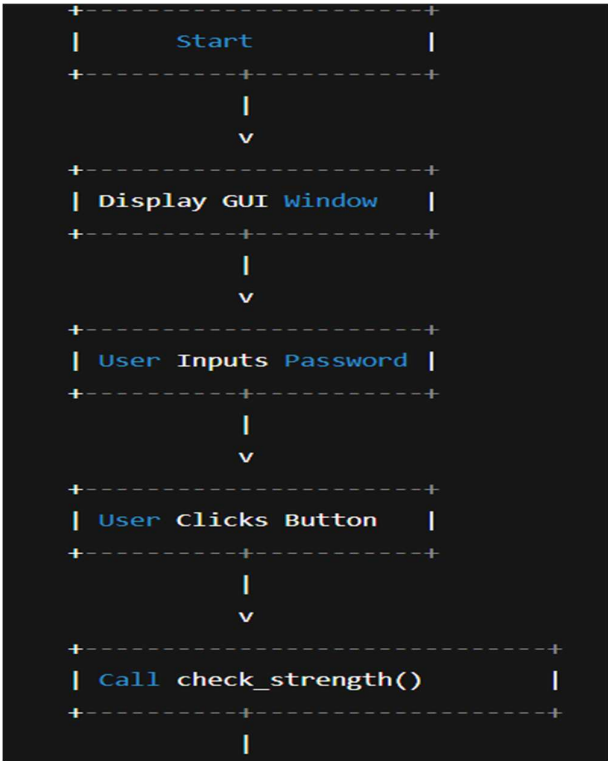 Start
Display GUI Window
User Inputs Password
User Clicks Button
Call check_strength()